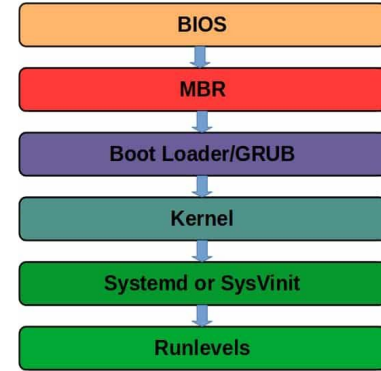 BIOS
MBR
Boot Loader/GRUB
Kernel
Systemd or SysVinit
Runlevels